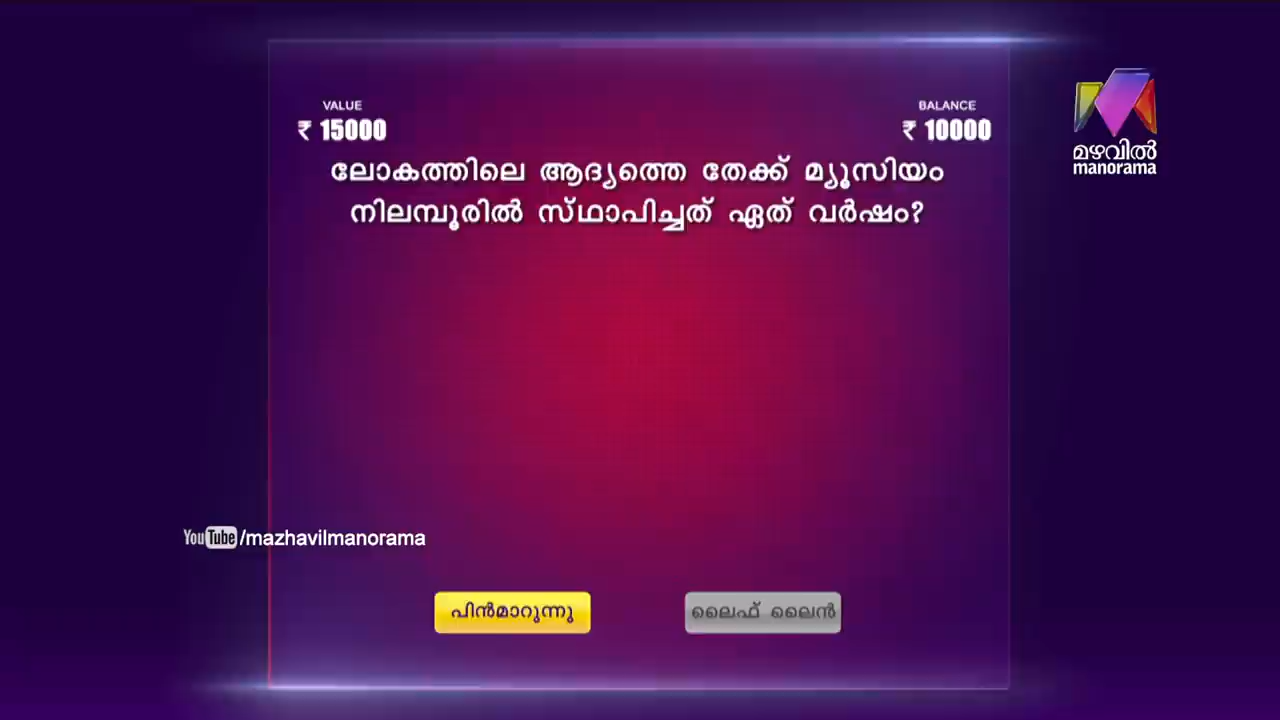 VALUE
₹ 15000
BALANCE
₹ 10000
മഴവിൽ
manorama
ലോകത്തിലെ ആദ്യത്തെ തേക്ക് മ്യൂസിയം
നിലമ്പൂരിൽ സ്ഥാപിച്ചത് ഏത് വർഷം?
YouTube/mazhavilmanorama
പിൻമാറുന്നു
ലൈഫ് ലൈൻ